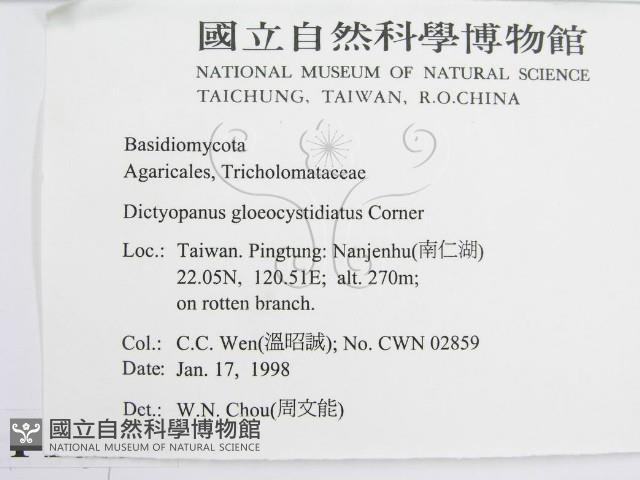 國立自然科學博物館
NATIONAL MUSEUM OF NATURAL SCIENCE
TAICHUNG, TAIWAN, R.O.CHINA
Basidiomycota
Agaricales, Tricholomataceae
Dictyopanus gloeocystidiatus Corner
Loc.: Taiwan. Pingtung: Nanjenhu(南仁湖)
22.05N, 120.51E; alt. 270m;
on rotten branch.
Col.: C.C. Wen(溫昭誠); No. CWN 02859
Date: Jan. 17, 1998
Dct.: W.N. Chou(周文能)
國立自然科學博物館
NATIONAL MUSEUM OF NATURAL SCIENCE